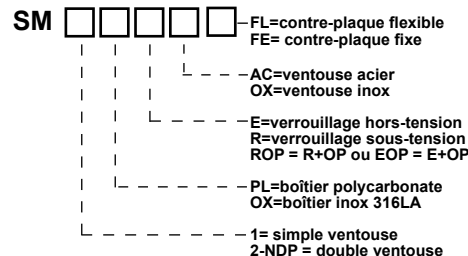 SM
FL=contre-plaque flexible
FE= contre-plaque fixe
AC=ventouse acier
OX=ventouse inox
E=verrouillage hors-tension
R=verrouillage sous-tension
ROP = R+OP ou EOP = E+OP
PL=boîtier polycarbonate
OX=boîtier inox 316LA
1= simple ventouse
2-NDP = double ventouse